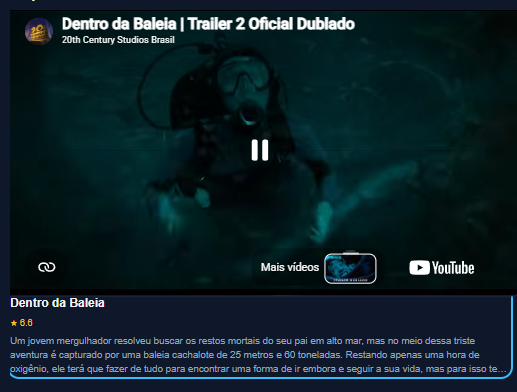 Dentro da Baleia | Trailer 2 Oficial Dublado
20th Century Studios Brasil
Mais vídeos
YouTube
Dentro da Baleia
★ 6.6
Um jovem mergulhador resolveu buscar os restos mortais do seu pai em alto mar, mas no meio dessa triste
aventura é capturado por uma baleia cachalote de 25 metros e 60 toneladas. Restando apenas uma hora de
oxigênio, ele terá que fazer de tudo para encontrar uma forma de ir embora e seguir a sua vida, mas para isso te...